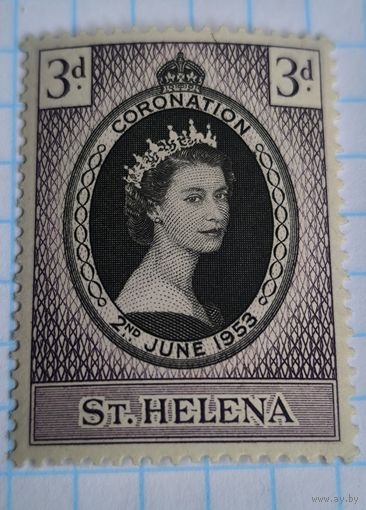 3d.
3d.
CORONATION
2ND JUNE 1953
ST. HELENA
www.ay.by